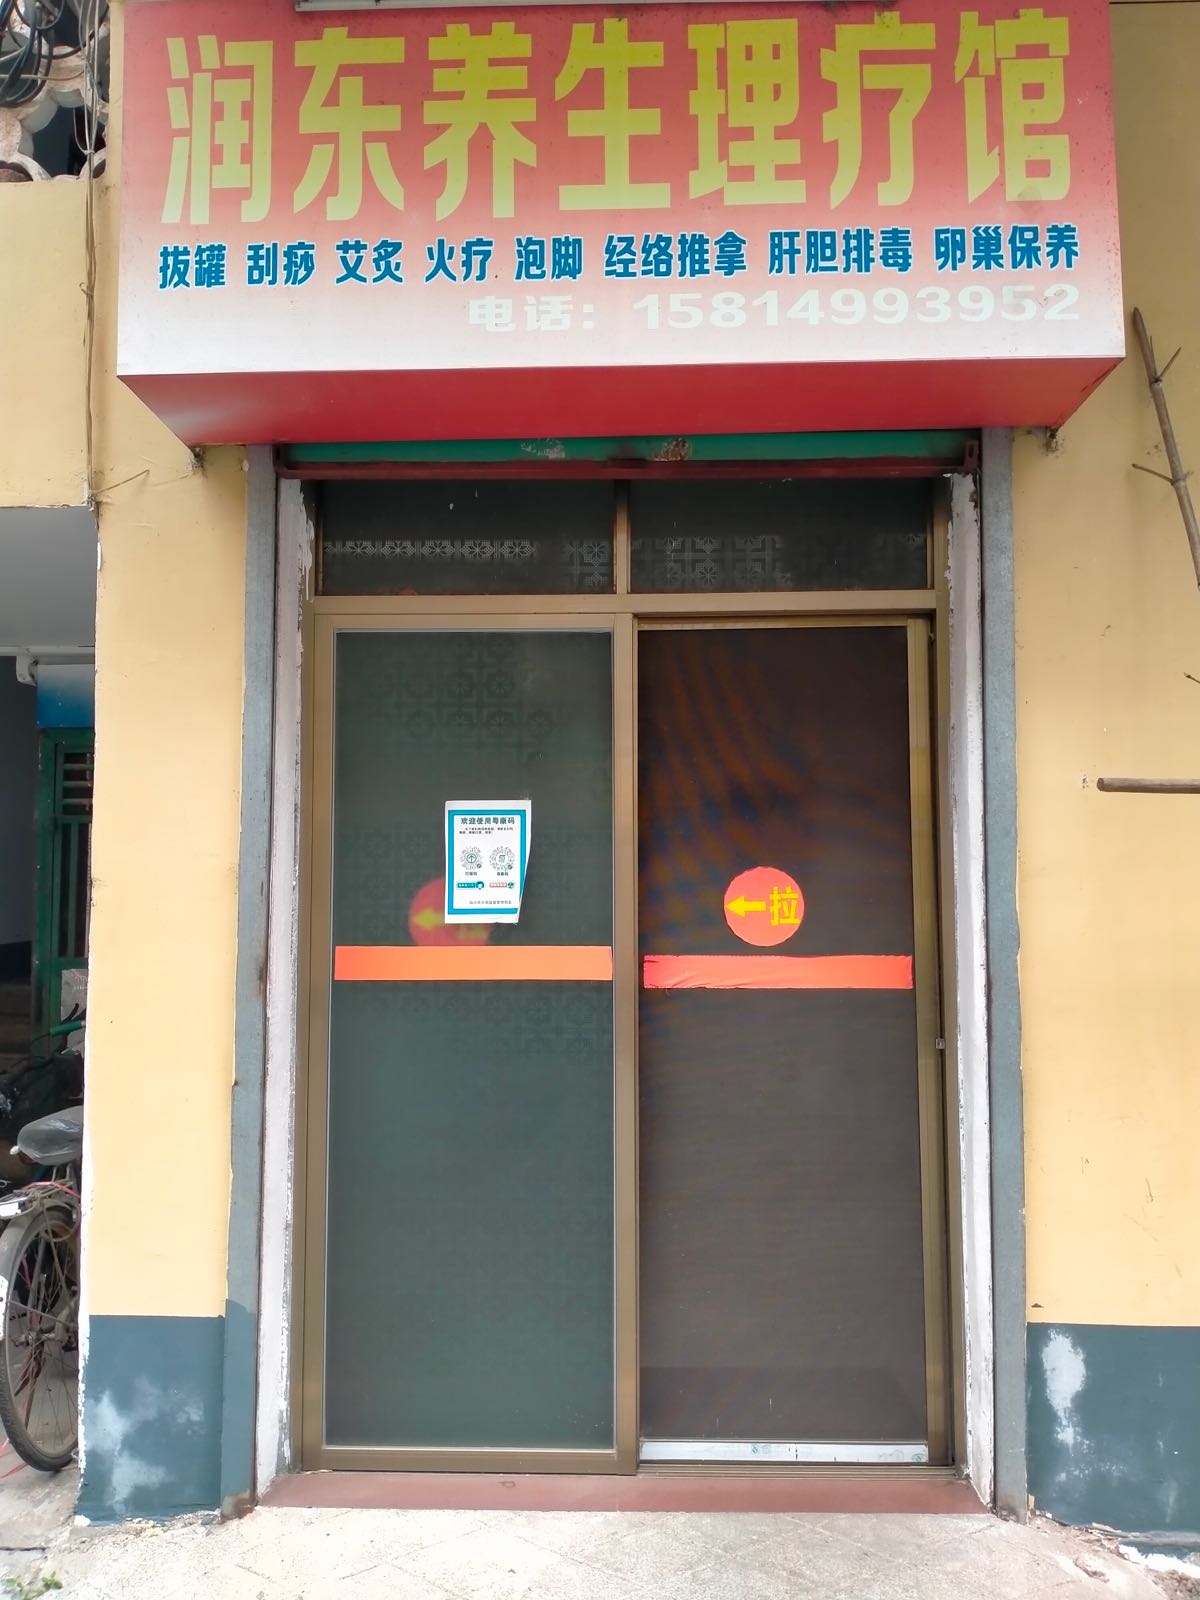 润东养生理疗馆
拔罐 刮痧 艾炙 火疗 泡脚 经络推拿 肝胆排毒 卵巢保养
电话：15814993952
欢迎使用粤康码
拉